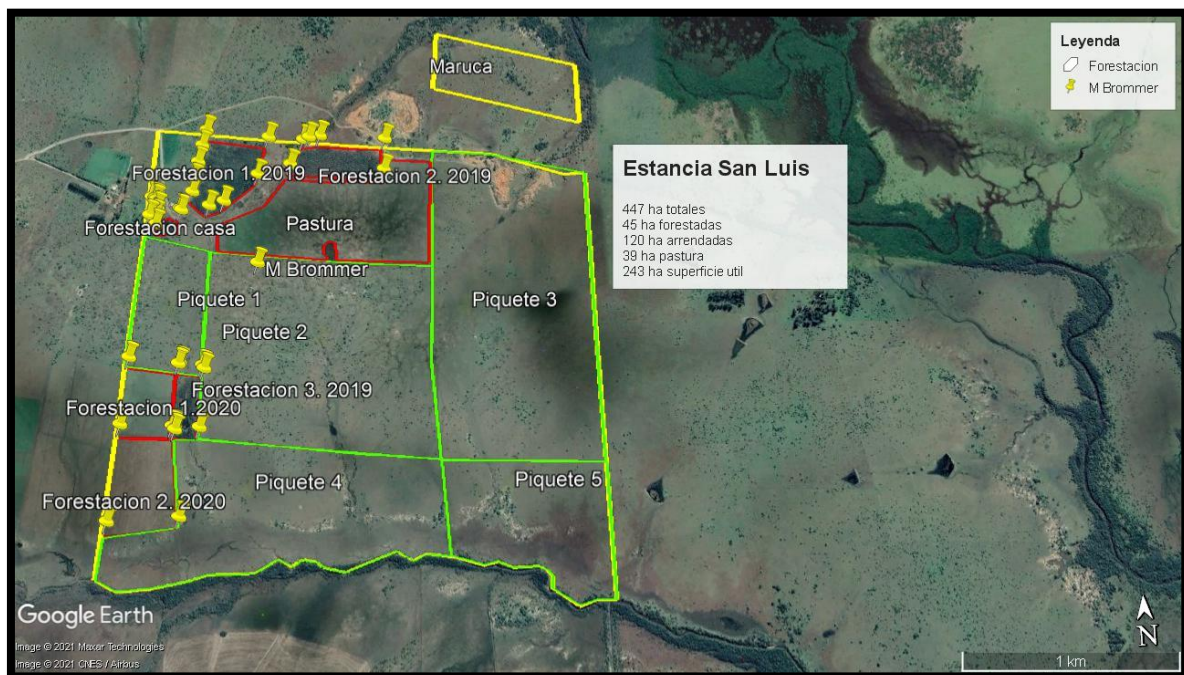 Maruca
Leyenda
Forestacion
M Brommer
Forestacion 1. 2019
Forestacion 2. 2019
Estancia San Luis
447 ha totales
45 ha forestadas
120 ha arrendadas
39 ha pastura
243 ha superficie util
Pastura
Forestacion casa
M Brommer
Piquete 1
Piquete 3
Piquete 2
Forestacion 3. 2019
Forestacion 1.2020
Piquete 4
Piquete 5
Forestacion 2. 2020
Google Earth
Image © 2021 Maxar Technologies
Image © 2021 CNES / Airbus
N
1 km